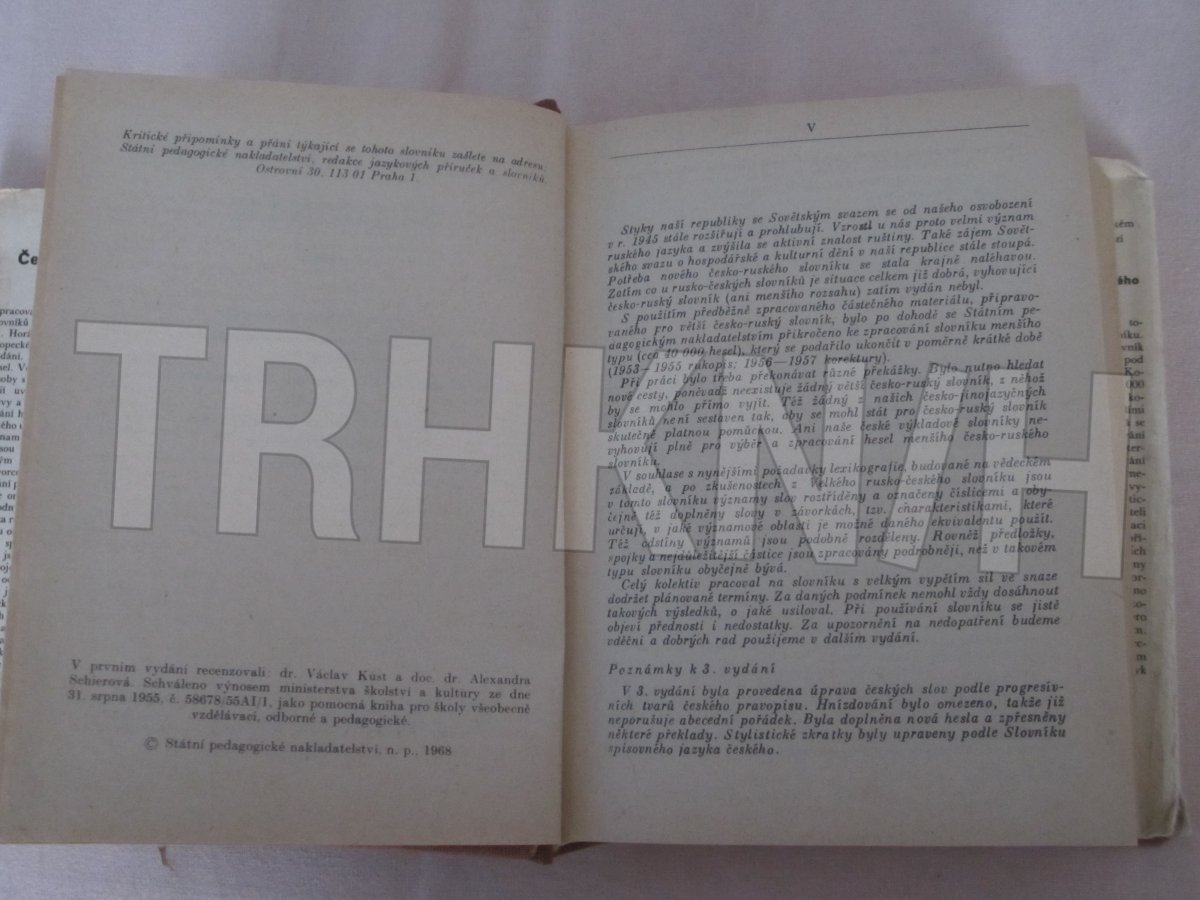 Kritické připomínky a přání týkající se tohoto slovníku zašlete na adresu.
Státní pedagogické nakladatelství, redakce jazykových příruček a slovníků,
Ostrovní 30, 113 01 Praha 1.
V prvním vydání recenzovali: dr. Václav Kúst a doc. dr. Alexandra
Schierová. Schváleno výnosem ministerstva školství a kultury ze dne
31. srpna 1955, č. 58678/55AI/1, jako pomocná kniha pro školy všeobecně
vzdělávací, odborné a pedagogické.
© Státní pedagogické nakladatelství, n. p., 1968
V
Styky naší republiky se Sovětským svazem se od našeho osvobození
v r. 1945 stále rozšiřují a prohlubují. Vzrostl u nás proto velmi význam
ruského jazyka a zvýšila se aktivní znalost ruštiny. Také zájem Sovět-
ského svazu o hospodářské a kulturní dění v naší republice stále stoupá.
Potřeba nového česko-ruského slovníku se stala krajně naléhavou.
Zatím co u rusko-českých slovníků je situace celkem již dobrá, vyhovující
česko-ruský slovník (ani menšího rozsahu) zatím vydán nebyl.
S použitím předběžně zpracovaného částečného materiálu, připravo-
vaného pro větší česko-ruský slovník, bylo po dohodě se Státním pe-
dagogickým nakladatelstvím přikročeno ke zpracování slovníku menšího
typu (cca 40 000 hesel), který se podařilo ukončit v poměrně krátké době
(1953—1955 rukopis; 1956—1957 korektury).
Při práci bylo třeba překonávat různé překážky. Bylo nutno hledat
nové cesty, poněvadž neexistuje žádný větší česko-ruský slovník, z něhož
by se mohlo přímo vyjít. Též žádný z našich česko-jinojazyčných
slovníků není sestaven tak, aby se mohl stát pro česko-ruský slovník
skutečně platnou pomůckou. Ani naše české výkladové slovníky ne-
vyhovují plně pro výběr a zpracování hesel menšího česko-ruského
slovníku.
V souhlase s nynějšími požadavky lexikografie, budované na vědeckém
základě, a po zkušenostech z Velkého rusko-českého slovníku jsou
v tomto slovníku významy slov roztříděny a označeny číslicemi a oby-
čejně též doplněny slovy v závorkách, tzv. charakteristikami, které
určují, v jaké významové oblasti je možné daného ekvivalentu použít.
Též odstíny významů jsou podobně rozděleny. Rovněž předložky,
spojky a nejdůležitější částice jsou zpracovány podrobněji, než v takovém
typu slovníku obyčejně bývá.
Celý kolektiv pracoval na slovníku s velkým vypětím sil ve snaze
dodržet plánované termíny. Za daných podmínek nemohl vždy dosáhnout
takových výsledků, o jaké usiloval. Při používání slovníku se jistě
objeví přednosti i nedostatky. Za upozornění na nedopatření budeme
vděčni a dobrých rad použijeme v dalším vydání.
Poznámky k 3. vydání
V 3. vydání byla provedena úprava českých slov podle progresiv-
ních tvarů českého pravopisu. Hnízdování bylo omezeno, takže již
neporušuje abecední pořádek. Byla doplněna nová hesla a zpřesněny
některé překlady. Stylistické zkratky byly upraveny podle Slovníku
spisovného jazyka českého.
TRHKNIH